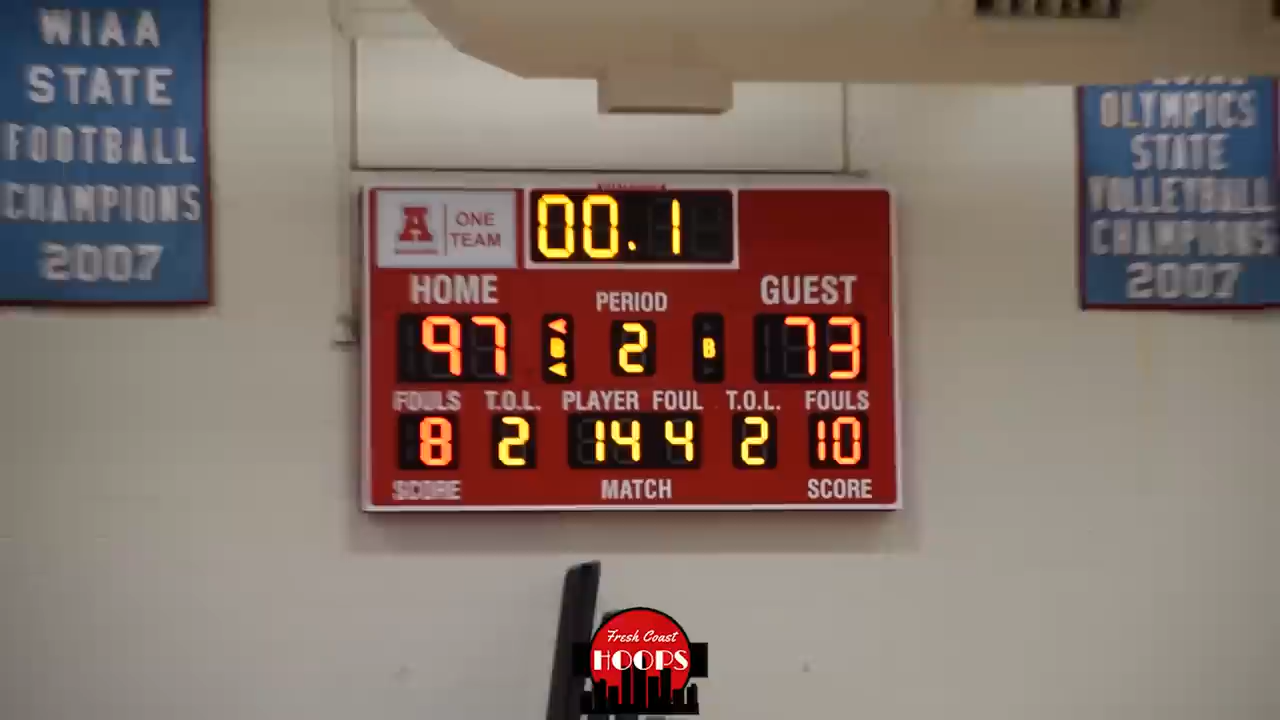 WIAA
STATE
FOOTBALL
CHAMPIONS
2007
OLYMPICS
STATE
VOLLEYBALL
CHAMPIONS
2007
A
ONE
TEAM
00.1
HOME
PERIOD
GUEST
97
B
2
B
73
FOULS T.O.L. PLAYER FOUL T.O.L. FOULS
8 2 14 4 2 10
SCORE MATCH SCORE
Fresh Coast
HOOPS